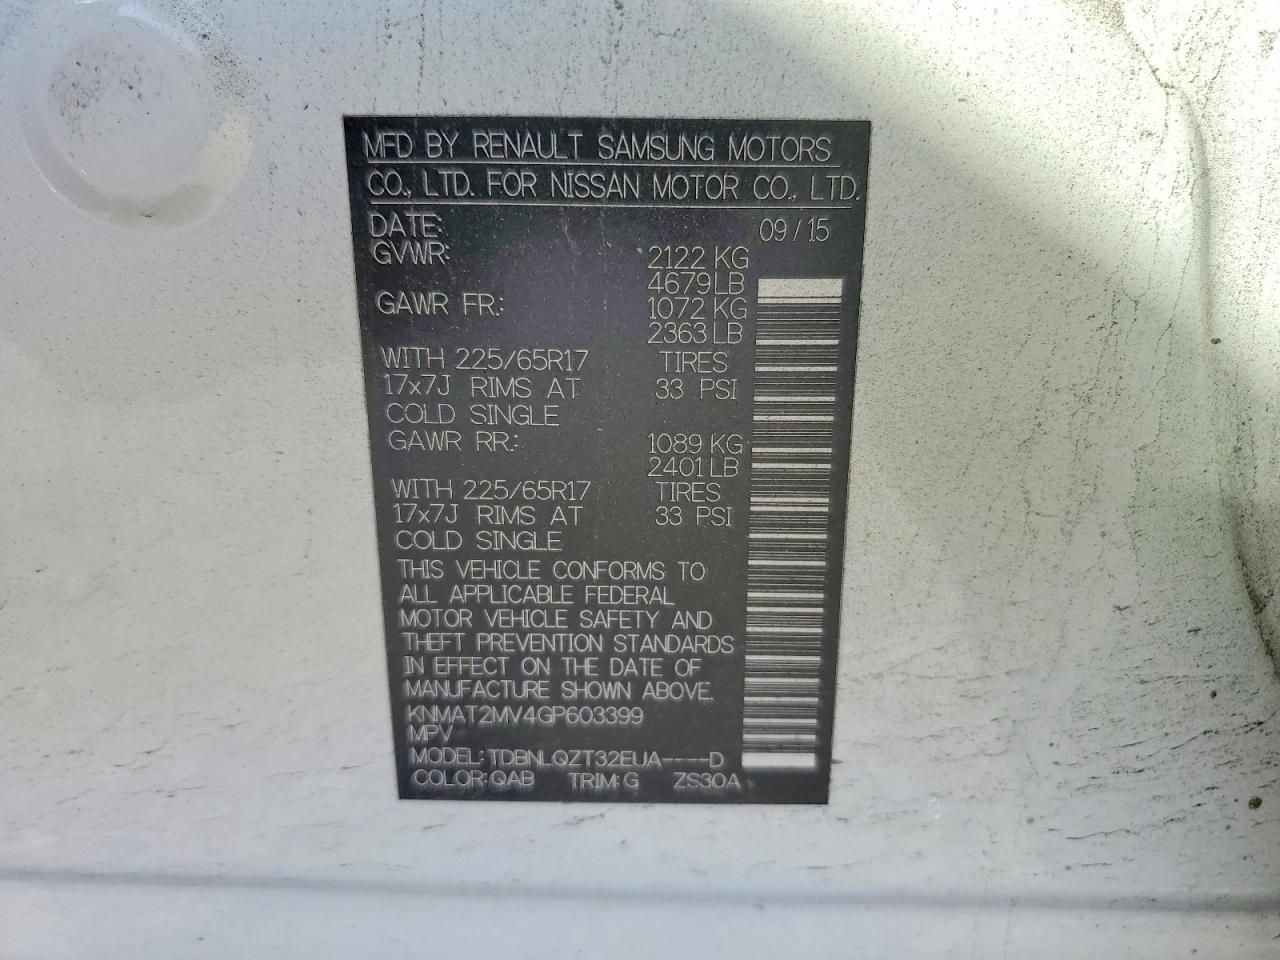 MFD BY RENAULT SAMSUNG MOTORS
CO., LTD. FOR NISSAN MOTOR CO., LTD.
DATE: 09/15
GVWR: 2122 KG
4679 LB
GAWR FR.: 1072 KG
2363 LB
WITH 225/65R17 TIRES
17x7J RIMS AT 33 PSI
COLD SINGLE
GAWR RR.: 1089 KG
2401 LB
WITH 225/65R17 TIRES
17x7J RIMS AT 33 PSI
COLD SINGLE
THIS VEHICLE CONFORMS TO
ALL APPLICABLE FEDERAL
MOTOR VEHICLE SAFETY AND
THEFT PREVENTION STANDARDS
IN EFFECT ON THE DATE OF
MANUFACTURE SHOWN ABOVE.
KNMAT2MV4GP603399
MPV
MODEL: TDBNLQZT32EUA----D
COLOR: QAB TRIM: G ZS30A